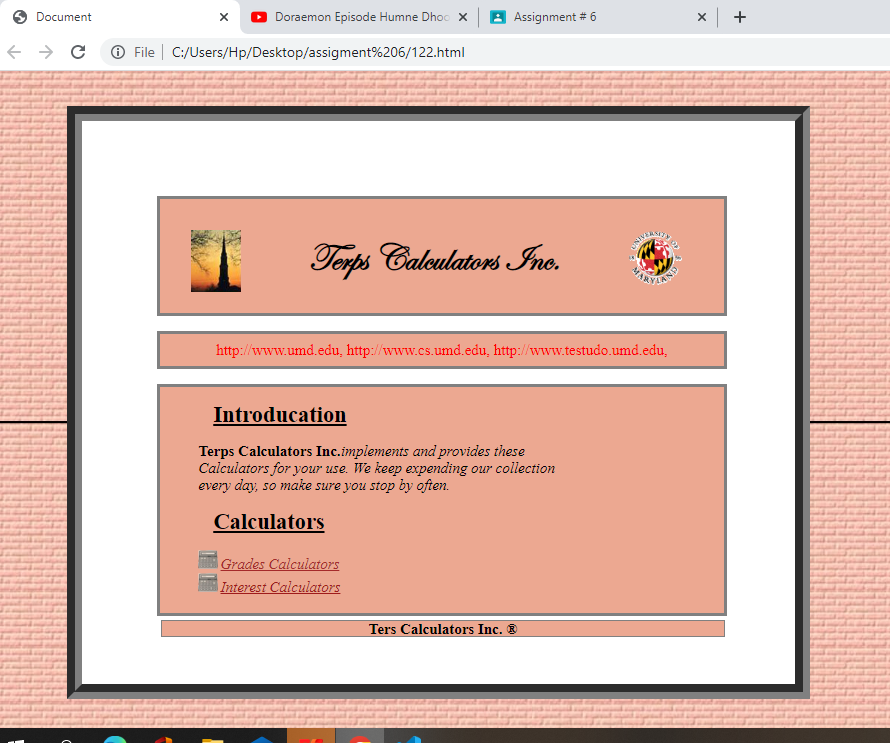 Document
Doraemon Episode Humne Dhoo
Assignment # 6
File
C:/Users/Hp/Desktop/assigment%206/122.html
Terps Calculators Inc.
UNIVERSITY OF
MARYLAND
http://www.umd.edu, http://www.cs.umd.edu, http://www.testudo.umd.edu,
Introducation
Terps Calculators Inc.implements and provides these
Calculators for your use. We keep expending our collection
every day, so make sure you stop by often.
Calculators
Grades Calculators
Interest Calculators
Ters Calculators Inc. ®